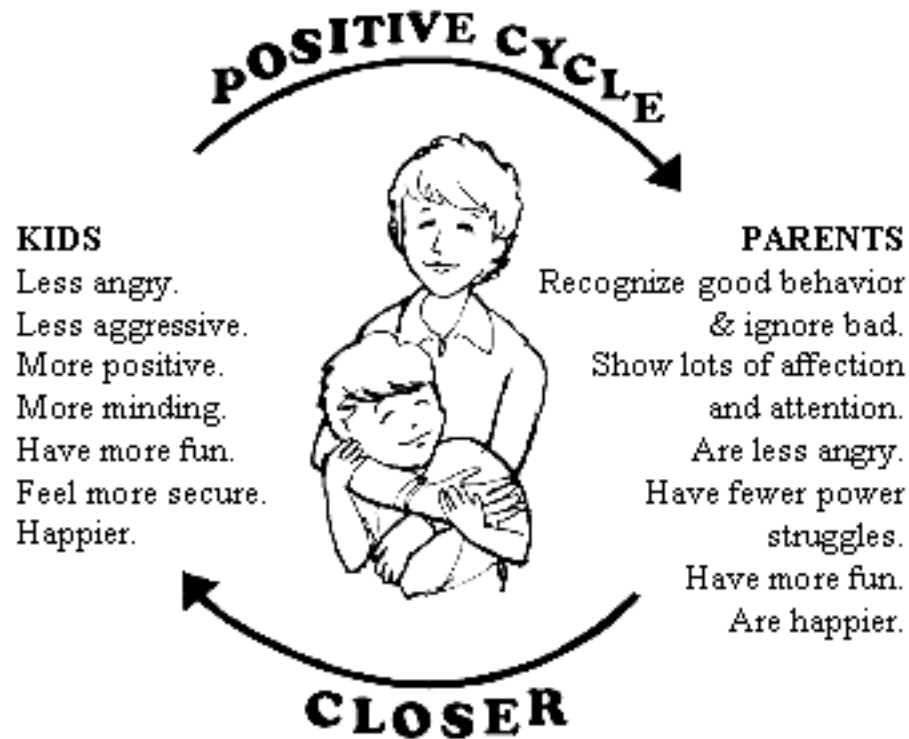 POSITIVE CYCLE
KIDS
Less angry.
Less aggressive.
More positive.
More minding.
Have more fun.
Feel more secure.
Happier.
PARENTS
Recognize good behavior
& ignore bad.
Show lots of affection
and attention.
Are less angry.
Have fewer power
struggles.
Have more fun.
Are happier.
CLOSER